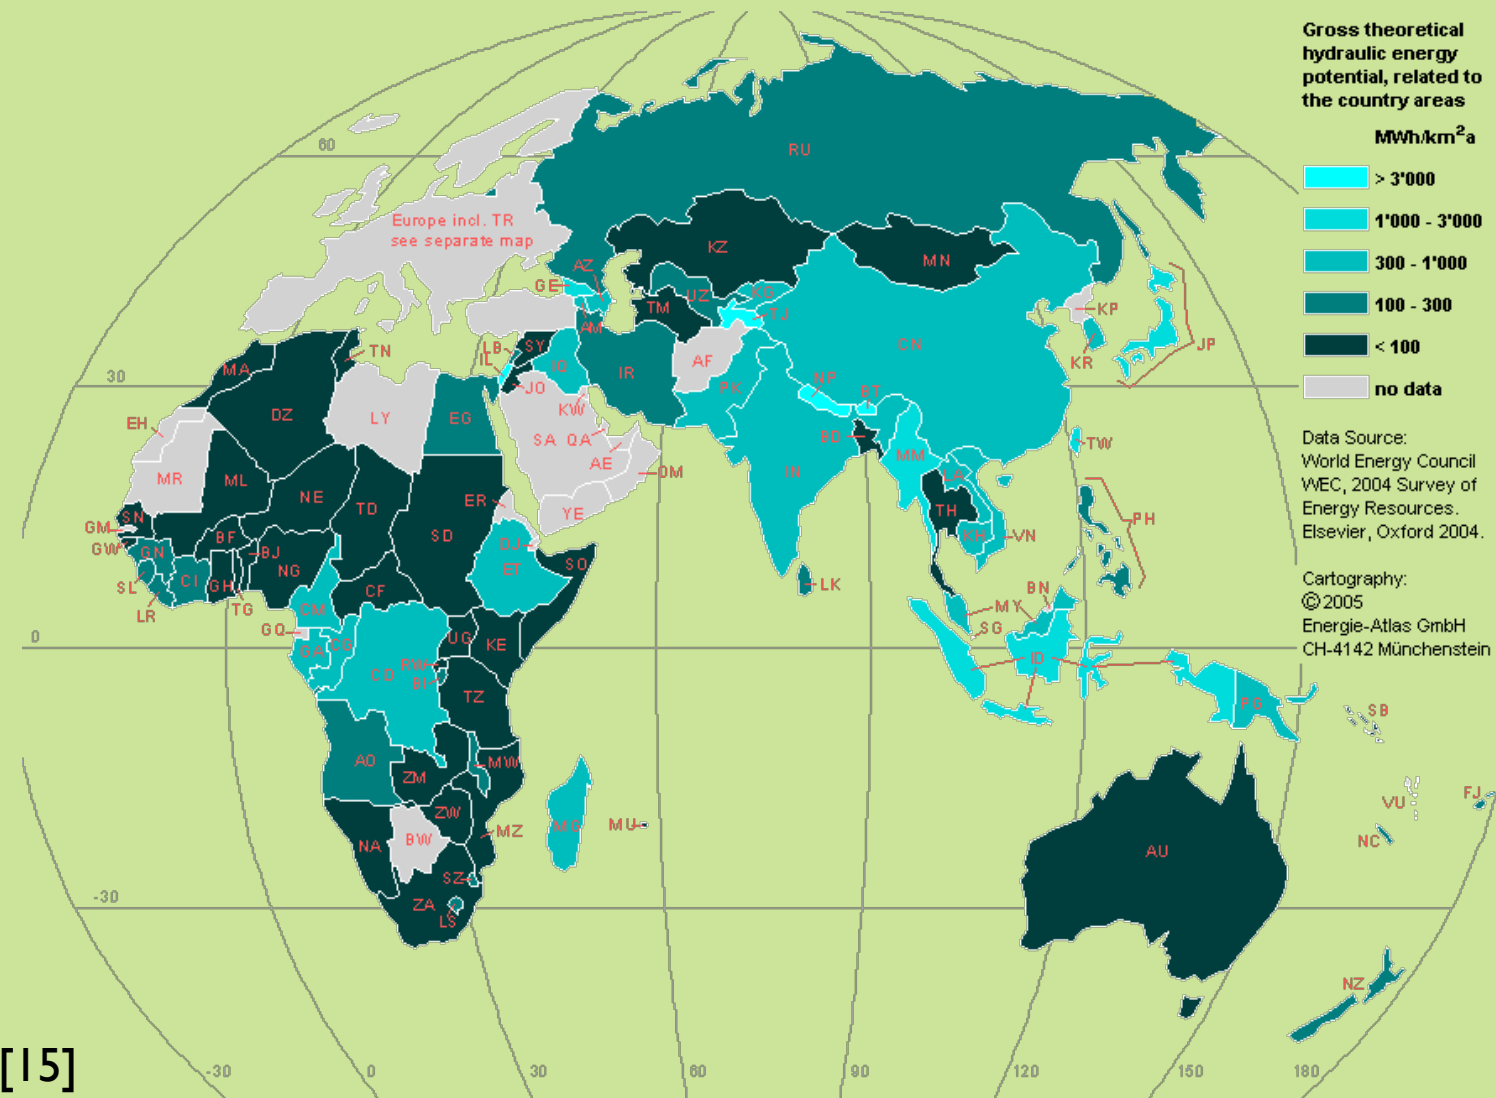 Gross theoretical
hydraulic energy
potential, related to
the country areas
MWh/km²a
> 3'000
1'000 - 3'000
300 - 1'000
100 - 300
< 100
no data
Data Source:
World Energy Council
WEC, 2004 Survey of
Energy Resources.
Elsevier, Oxford 2004.
Cartography:
©2005
Energie-Atlas GmbH
CH-4142 Münchenstein
60
RU
Europe incl. TR
see separate map
KZ
MN
AZ
GE
UZ
KG
TM
TJ
AM
KP
CN
KR
JP
LB
SY
IL
IQ
IR
AF
TN
MA
30
JO
PK
NP
BT
KW
DZ
LY
EG
EH
SA
QA
BD
TW
AE
OM
IN
MM
MR
ML
LA
NE
ER
TD
YE
TH
PH
SN
GM
SD
BF
KH
VN
GW
GN
BJ
DJ
ET
SO
NG
SL
CI
GH
LK
CF
BN
TG
LR
CM
MY
GQ
SG
0
GA
CG
UG
KE
RW
ID
CD
BI
TZ
PG
SB
AO
ZM
MW
VU
FJ
ZW
MG
MU
MZ
NA
BW
NC
AU
SZ
-30
ZA
LS
NZ
[15]
-30
0
30
60
90
120
150
180